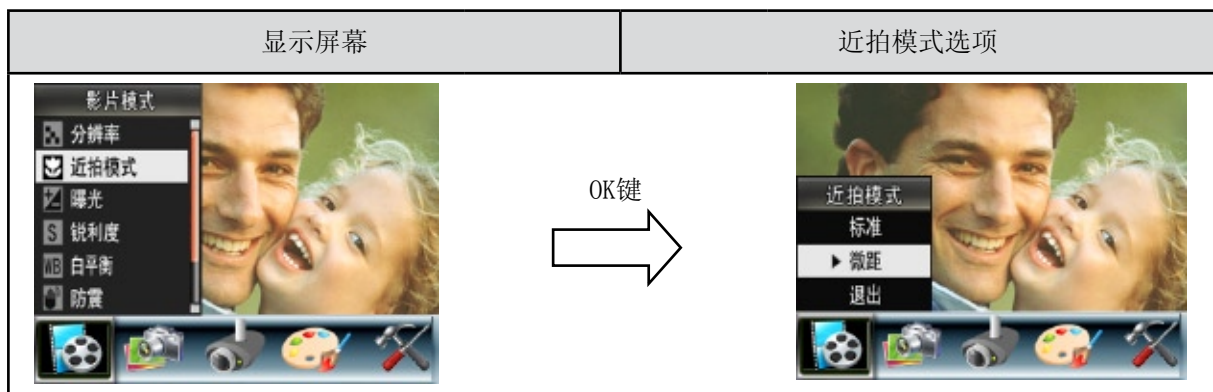 显示屏幕
近拍模式选项
影片模式
分辨率
近拍模式
曝光
S 锐利度
WB 白平衡
防震
OK键
近拍模式
标准
微距
退出